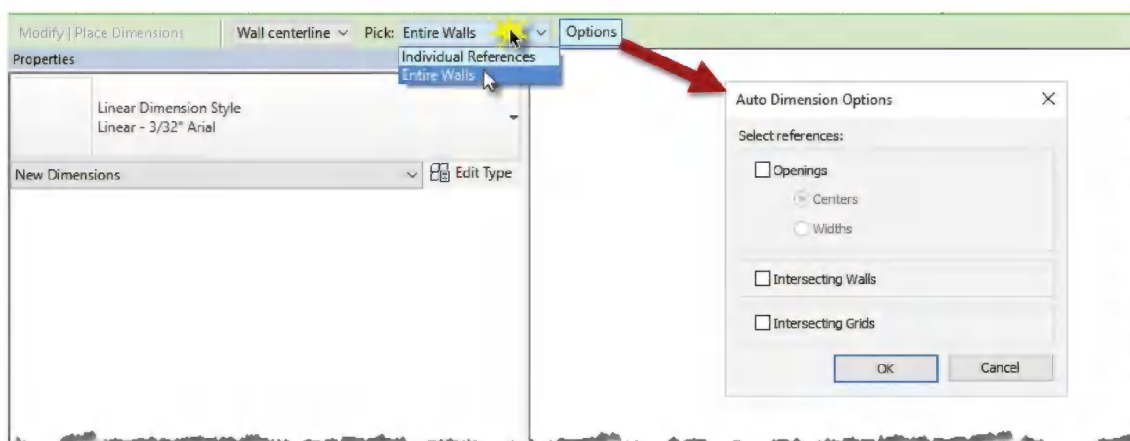 Modify | Place Dimensions Wall centerline Pick: Entire Walls Options
Individual References
Entire Walls
Properties
Linear Dimension Style
Linear - 3/32" Arial
New Dimensions Edit Type
Auto Dimension Options
Select references:
Openings
Centers
Widths
Intersecting Walls
Intersecting Grids
OK Cancel